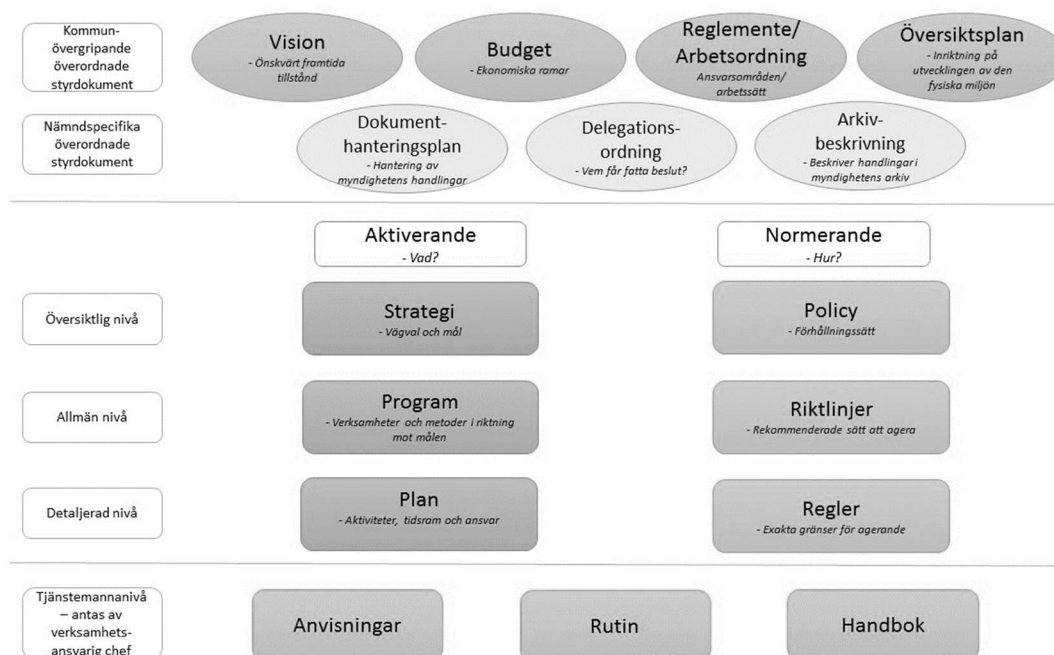 Kommun-
övergripande
överordnade
styrdokument
Vision
- Önskvärt framtida
tillstånd
Budget
- Ekonomiska ramar
Reglemente/
Arbetsordning
Ansvarsområden/
arbetssätt
Översiktsplan
- Inriktning på
utvecklingen av den
fysiska miljön
Nämndspecifika
överordnade
styrdokument
Dokument-
hanteringsplan
- Hantering av
myndighetens handlingar
Delegations-
ordning
- Vem får fatta beslut?
Arkiv-
beskrivning
- Beskriver handlingar i
myndighetens arkiv
Aktiverande
- Vad?
Normerande
- Hur?
Översiktlig nivå
Strategi
- Vägval och mål
Policy
- Förhållningssätt
Allmän nivå
Program
- Verksamheter och metoder i riktning
mot målen
Riktlinjer
- Rekommenderade sätt att agera
Detaljerad nivå
Plan
- Aktiviteter, tidsram och ansvar
Regler
- Exakta gränser för agerande
Tjänstemannanivå
– antas av
verksamhets-
ansvarig chef
Anvisningar
Rutin
Handbok